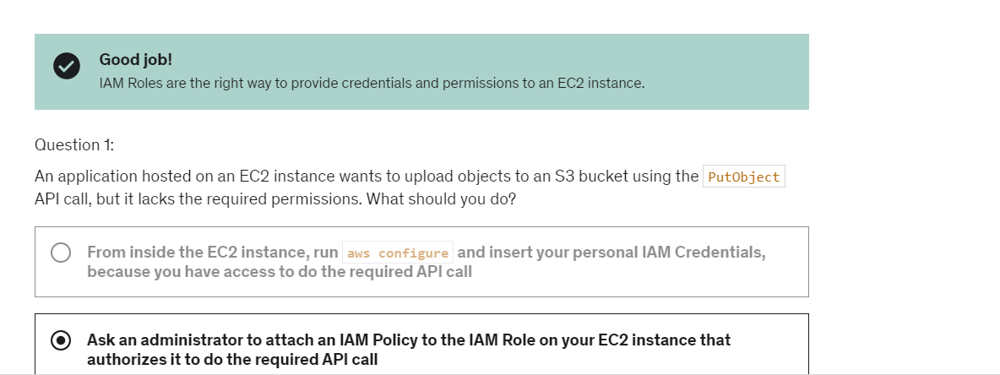 Good job!
IAM Roles are the right way to provide credentials and permissions to an EC2 instance.
Question 1:
An application hosted on an EC2 instance wants to upload objects to an S3 bucket using the PutObject
API call, but it lacks the required permissions. What should you do?
From inside the EC2 instance, run aws configure and insert your personal IAM Credentials,
because you have access to do the required API call
Ask an administrator to attach an IAM Policy to the IAM Role on your EC2 instance that
authorizes it to do the required API call